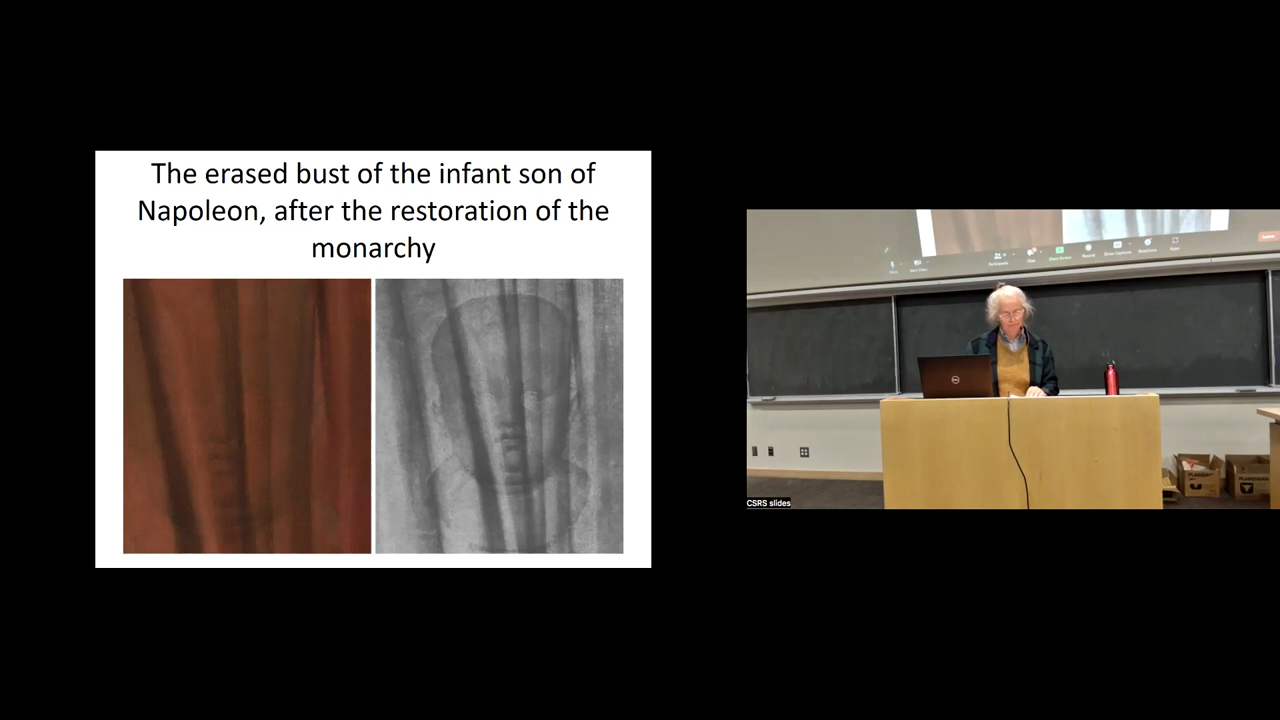 The erased bust of the infant son of
Napoleon, after the restoration of the
monarchy
CSRS slides